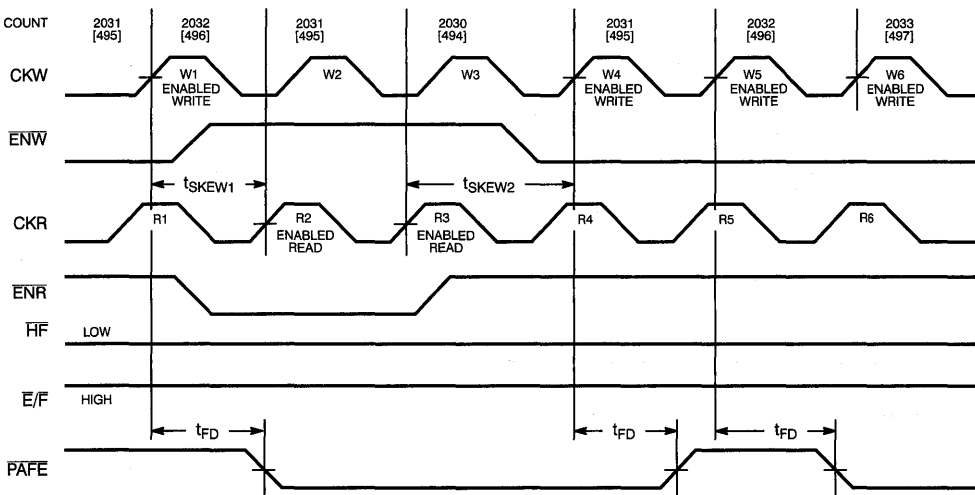 COUNT 2031 2032 2031 2030 2031 2032 2033
[495] [496] [495] [494] [495] [496] [497]
CKW W1 W2 W3 W4 W5 W6
ENABLED ENABLED ENABLED ENABLED
WRITE WRITE WRITE WRITE
ENW
tSKEW1 tSKEW2
CKR R1 R2 R3 R4 R5 R6
ENABLED ENABLED
READ READ
ENR
HF LOW
E/F HIGH
tFD tFD tFD
PAFE